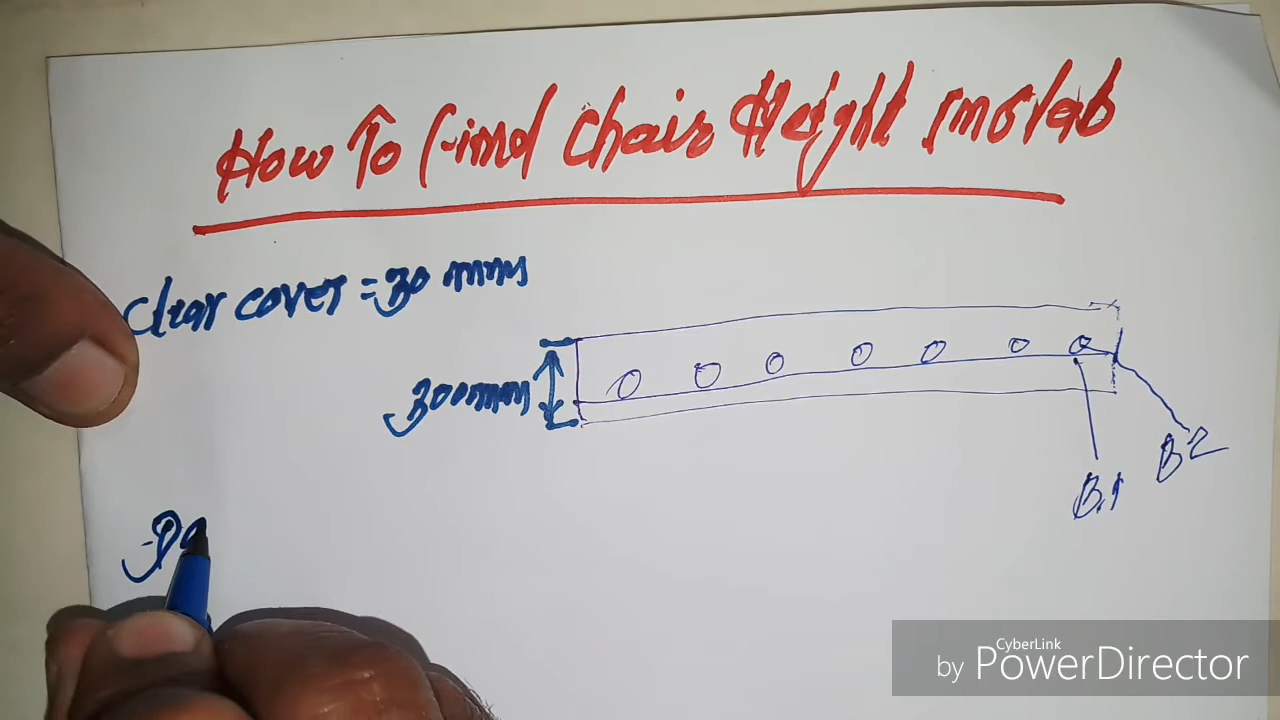 How To find Chair Height in slab
Clear cover = 30 mm
300mm
B2
B1
CyberLink
by PowerDirector